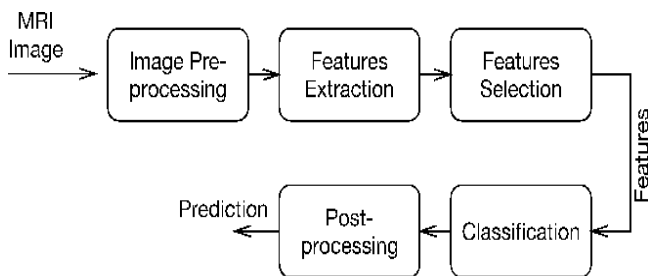 MRI
Image
Image Pre-
processing
Features
Extraction
Features
Selection
Features
Classification
Post-
processing
Prediction